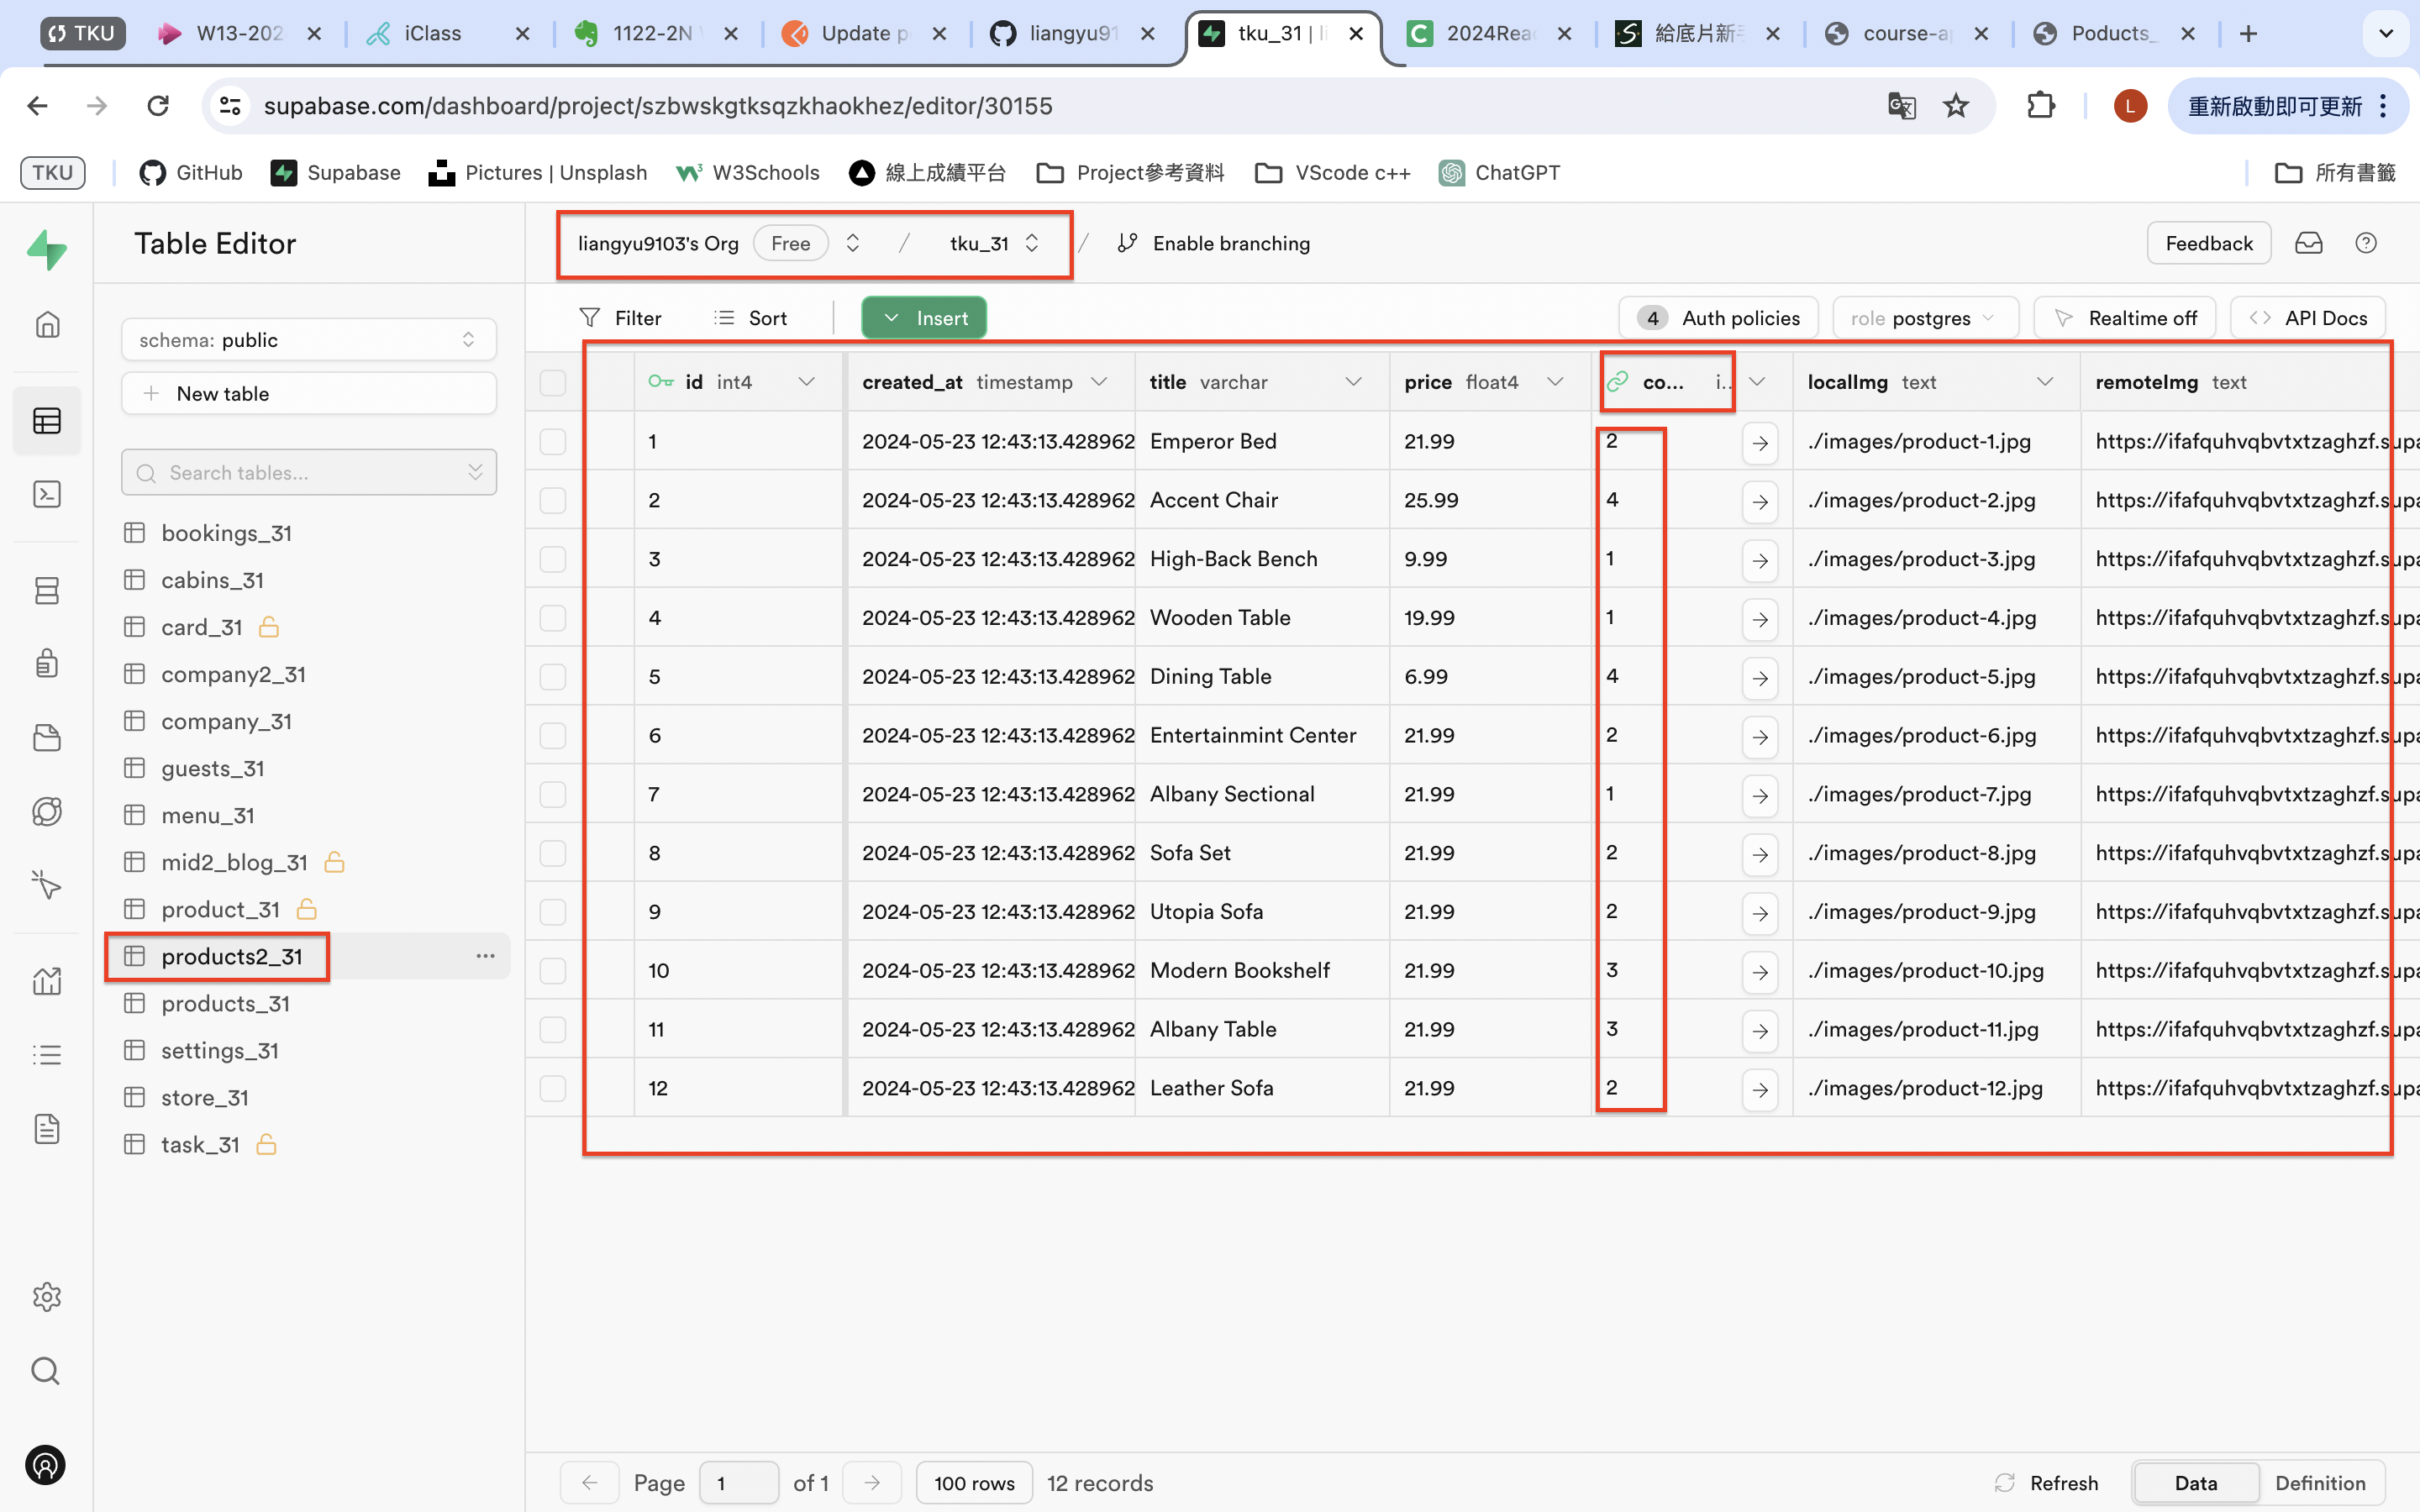 TKU W13-202 iClass 1122-2N Update p liangyu91 tku_31 | li 2024Rea 給底片新手 course-a Poducts_
supabase.com/dashboard/project/szbwskgtksqzkhaokhez/editor/30155 L 重新啟動即可更新
TKU GitHub Supabase Pictures | Unsplash W3Schools 線上成績平台 Project參考資料 VScode c++ ChatGPT 所有書籤
Table Editor liangyu9103's Org Free / tku_31 / Enable branching Feedback
Filter Sort Insert 4 Auth policies role postgres Realtime off API Docs
schema: public
New table
Search tables...
bookings_31
cabins_31
card_31
company2_31
company_31
guests_31
menu_31
mid2_blog_31
product_31
products2_31 ...
products_31
settings_31
store_31
task_31
id int4 created_at timestamp title varchar price float4 co... i... localImg text remoteImg text
1 2024-05-23 12:43:13.428962 Emperor Bed 21.99 2 ./images/product-1.jpg https://ifafquhvqbvtxtzaghzf.supa
2 2024-05-23 12:43:13.428962 Accent Chair 25.99 4 ./images/product-2.jpg https://ifafquhvqbvtxtzaghzf.supa
3 2024-05-23 12:43:13.428962 High-Back Bench 9.99 1 ./images/product-3.jpg https://ifafquhvqbvtxtzaghzf.supa
4 2024-05-23 12:43:13.428962 Wooden Table 19.99 1 ./images/product-4.jpg https://ifafquhvqbvtxtzaghzf.supa
5 2024-05-23 12:43:13.428962 Dining Table 6.99 4 ./images/product-5.jpg https://ifafquhvqbvtxtzaghzf.supa
6 2024-05-23 12:43:13.428962 Entertainmint Center 21.99 2 ./images/product-6.jpg https://ifafquhvqbvtxtzaghzf.supa
7 2024-05-23 12:43:13.428962 Albany Sectional 21.99 1 ./images/product-7.jpg https://ifafquhvqbvtxtzaghzf.supa
8 2024-05-23 12:43:13.428962 Sofa Set 21.99 2 ./images/product-8.jpg https://ifafquhvqbvtxtzaghzf.supa
9 2024-05-23 12:43:13.428962 Utopia Sofa 21.99 2 ./images/product-9.jpg https://ifafquhvqbvtxtzaghzf.supa
10 2024-05-23 12:43:13.428962 Modern Bookshelf 21.99 3 ./images/product-10.jpg https://ifafquhvqbvtxtzaghzf.supa
11 2024-05-23 12:43:13.428962 Albany Table 21.99 3 ./images/product-11.jpg https://ifafquhvqbvtxtzaghzf.supa
12 2024-05-23 12:43:13.428962 Leather Sofa 21.99 2 ./images/product-12.jpg https://ifafquhvqbvtxtzaghzf.supa
Page 1 of 1 100 rows 12 records Refresh Data Definition